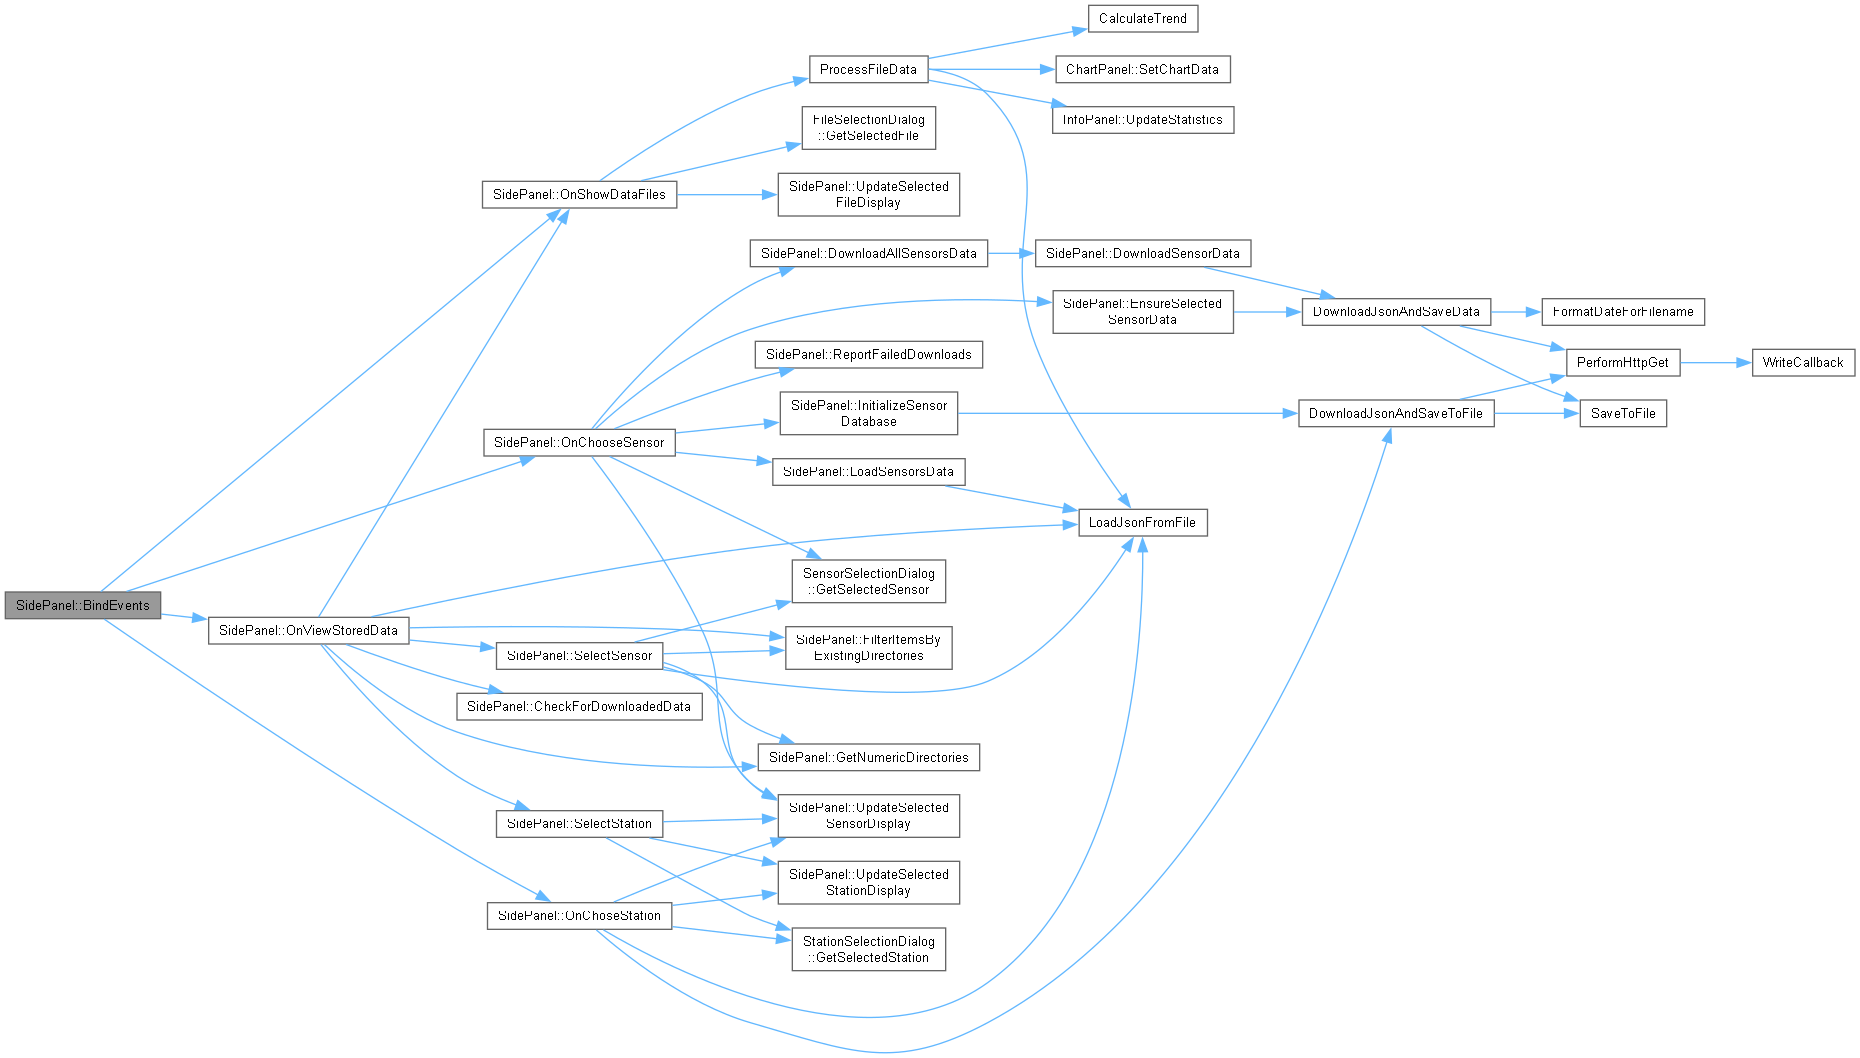 CalculateTrend
ProcessFileData
ChartPanel::SetChartData
FileSelectionDialog
::GetSelectedFile
InfoPanel::UpdateStatistics
SidePanel::OnShowDataFiles
SidePanel::UpdateSelected
FileDisplay
SidePanel::DownloadAllSensorsData
SidePanel::DownloadSensorData
SidePanel::EnsureSelected
SensorData
DownloadJsonAndSaveData
FormatDateForFilename
SidePanel::ReportFailedDownloads
PerformHttpGet
WriteCallback
SidePanel::InitializeSensor
Database
DownloadJsonAndSaveToFile
SaveToFile
SidePanel::OnChooseSensor
SidePanel::LoadSensorsData
LoadJsonFromFile
SensorSelectionDialog
::GetSelectedSensor
SidePanel::BindEvents
SidePanel::OnViewStoredData
SidePanel::SelectSensor
SidePanel::FilterItemsBy
ExistingDirectories
SidePanel::CheckForDownloadedData
SidePanel::GetNumericDirectories
SidePanel::SelectStation
SidePanel::UpdateSelected
SensorDisplay
SidePanel::UpdateSelected
StationDisplay
SidePanel::OnChoseStation
StationSelectionDialog
::GetSelectedStation